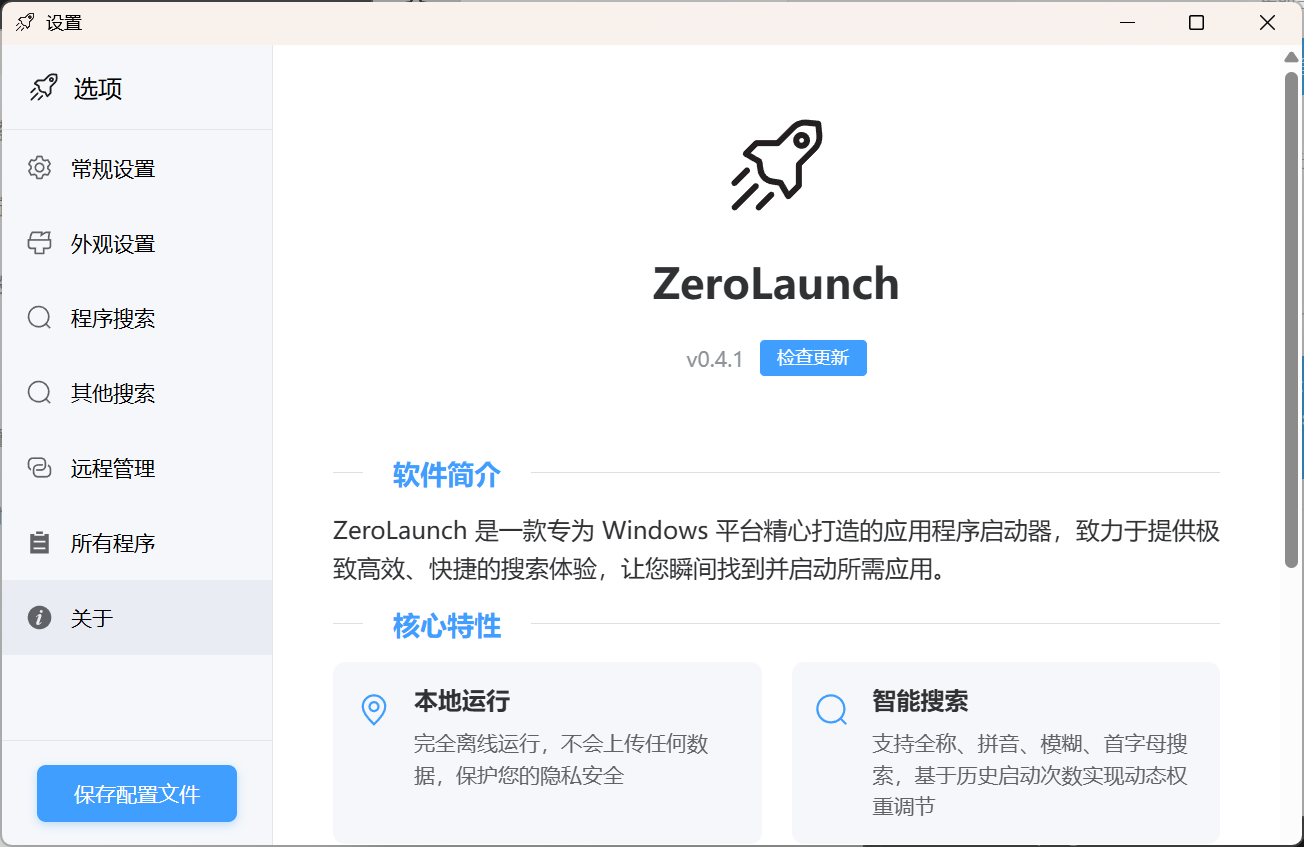 设置
选项
常规设置
外观设置
程序搜索
其他搜索
远程管理
所有程序
关于
保存配置文件
ZeroLaunch
v0.4.1 检查更新
软件简介
ZeroLaunch 是一款专为 Windows 平台精心打造的应用程序启动器，致力于提供极
致高效、快捷的搜索体验，让您瞬间找到并启动所需应用。
核心特性
本地运行
完全离线运行，不会上传任何数
据，保护您的隐私安全
智能搜索
支持全称、拼音、模糊、首字母搜
索，基于历史启动次数实现动态权
重调节